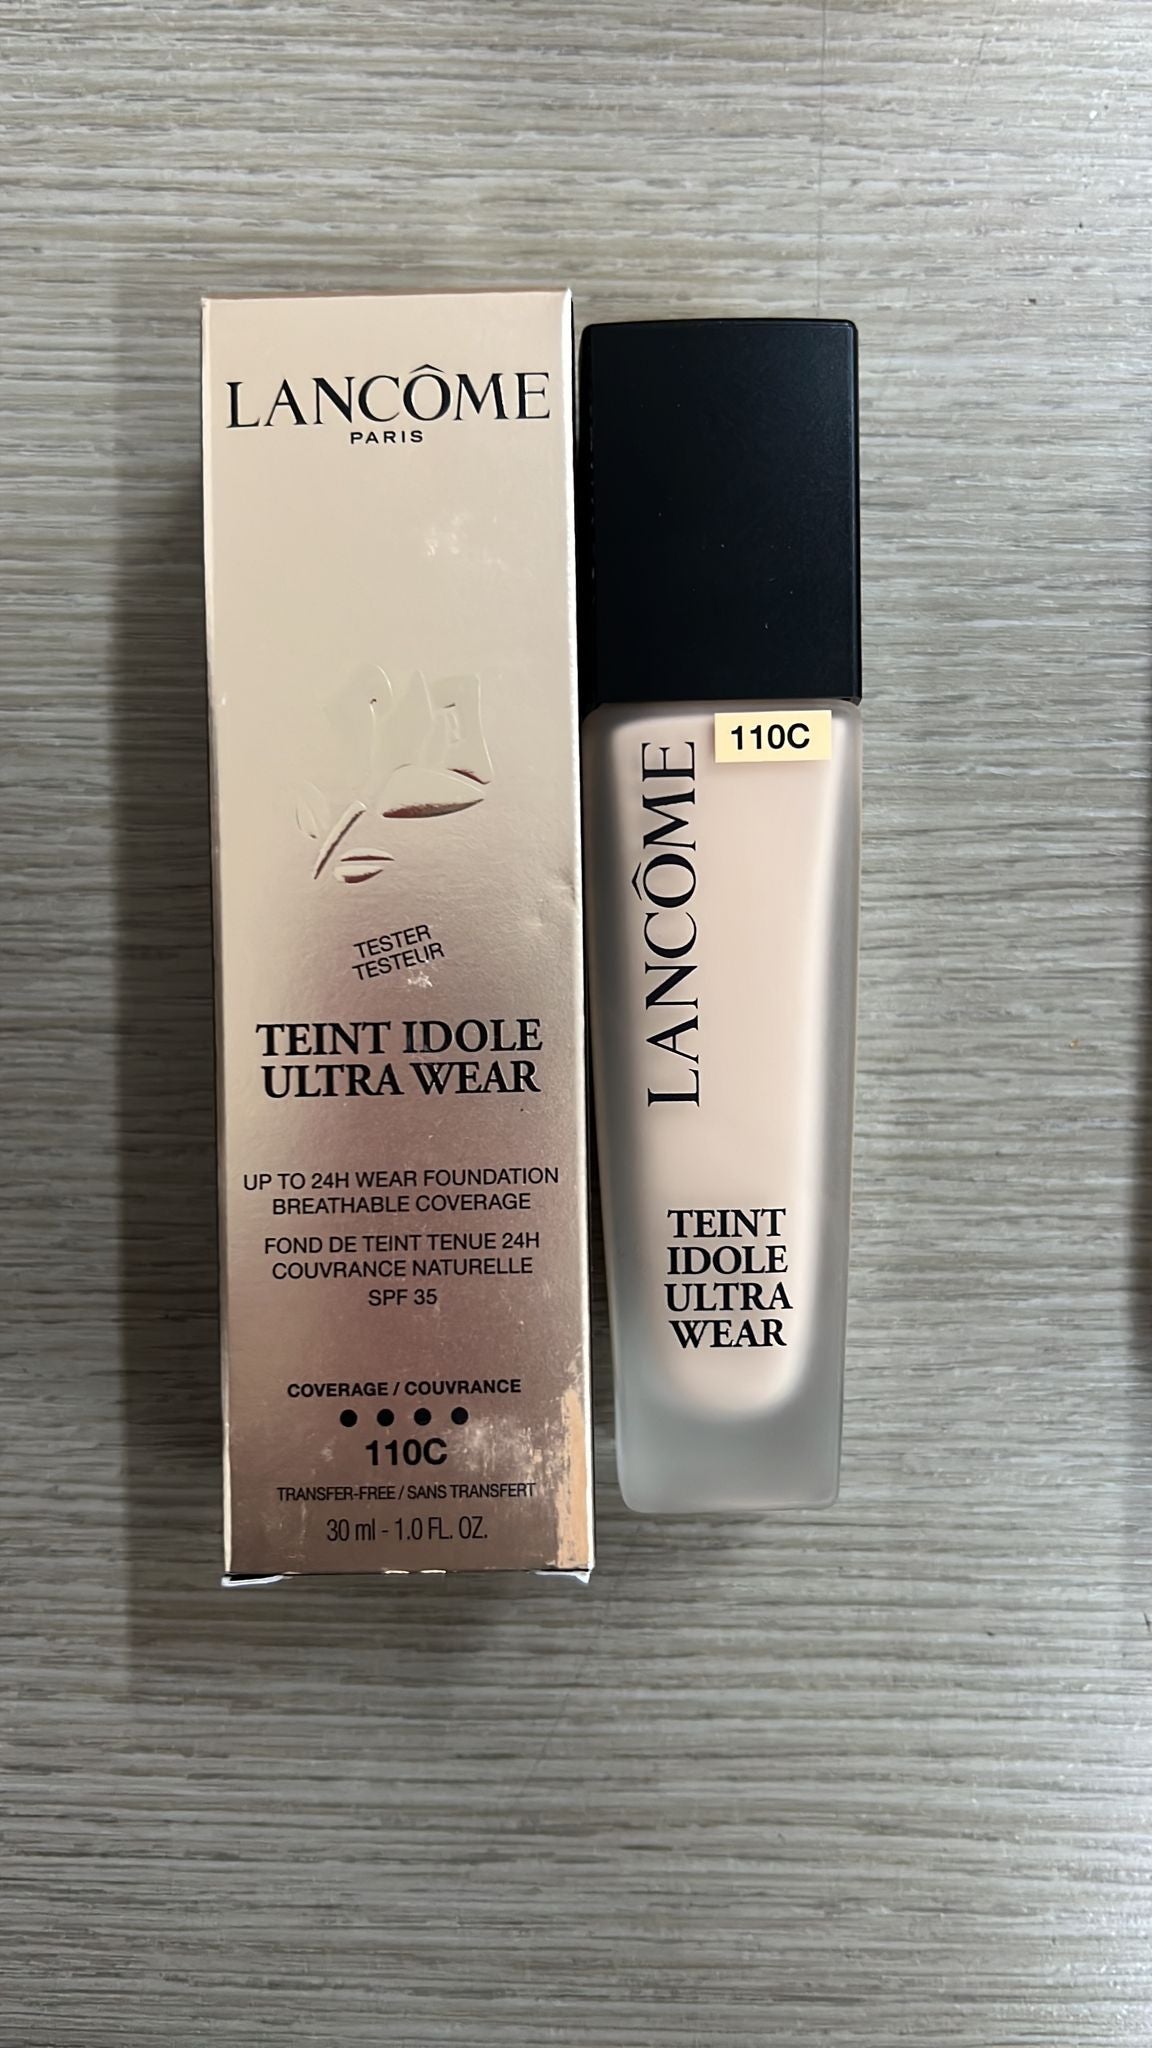 LANCÔME
PARIS
TESTER
TESTEUR
TEINT IDOLE
ULTRA WEAR
UP TO 24H WEAR FOUNDATION
BREATHABLE COVERAGE
FOND DE TEINT TENUE 24H
COUVRANCE NATURELLE
SPF 35
COVERAGE / COUVRANCE
110C
TRANSFER-FREE / SANS TRANSFERT
30 ml - 1.0 FL. OZ.
110C
LANCÔME
TEINT
IDOLE
ULTRA
WEAR